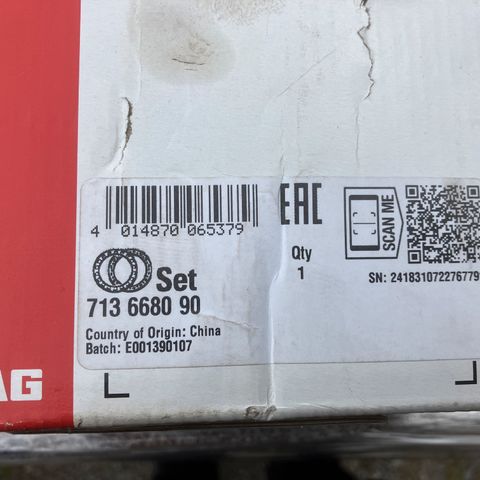 4 014870 065379
EAC
SCAN ME
Qty
1
SN: 241831072276779
Set
713 6680 90
Country of Origin: China
Batch: E001390107
AG